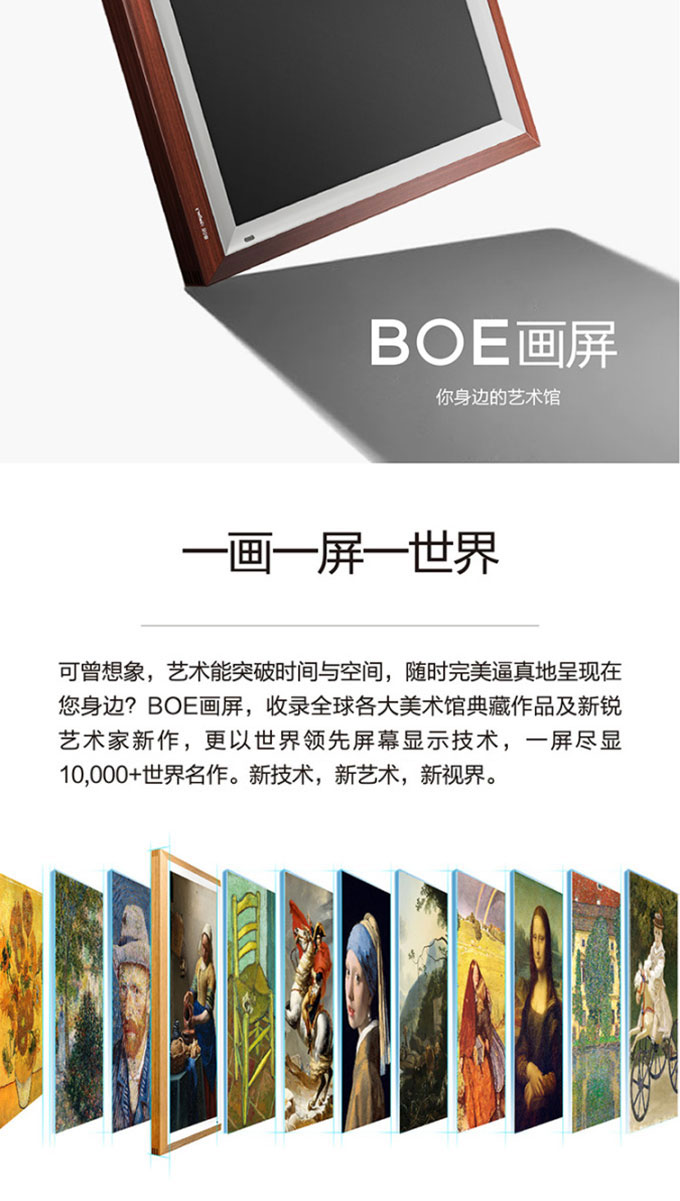 BOE画屏
你身边的艺术馆
一画一屏一世界
可曾想象，艺术能突破时间与空间，随时完美逼真地呈现在
您身边？BOE画屏，收录全球各大美术馆典藏作品及新锐
艺术家新作，更以世界领先屏幕显示技术，一屏尽显
10,000+世界名作。新技术，新艺术，新视界。